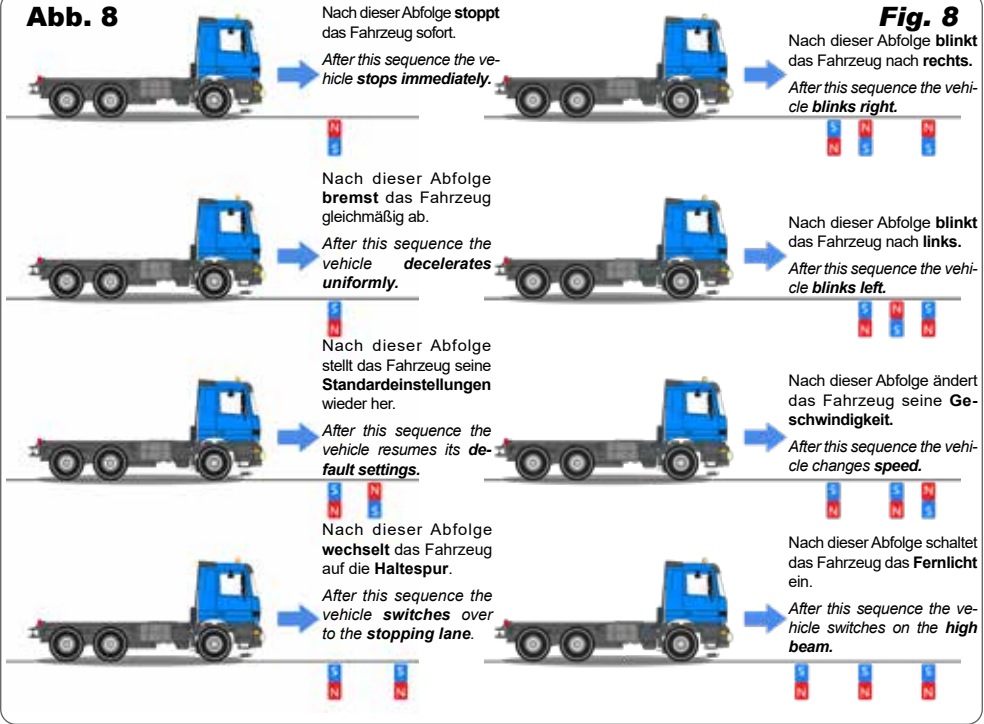 Abb. 8
Nach dieser Abfolge stoppt
das Fahrzeug sofort.
After this sequence the ve-
hicle stops immediately.
N
S
Nach dieser Abfolge
bremst das Fahrzeug
gleichmäßig ab.
After this sequence the
vehicle decelerates
uniformly.
S
N
Nach dieser Abfolge
stellt das Fahrzeug seine
Standardeinstellungen
wieder her.
After this sequence the
vehicle resumes its de-
fault settings.
S N
N S
Nach dieser Abfolge
wechselt das Fahrzeug
auf die Haltespur.
After this sequence the
vehicle switches over
to the stopping lane.
S S
N N
Fig. 8
Nach dieser Abfolge blinkt
das Fahrzeug nach rechts.
After this sequence the vehi-
cle blinks right.
S N N
N S S
Nach dieser Abfolge blinkt
das Fahrzeug nach links.
After this sequence the vehi-
cle blinks left.
S N S
N S N
Nach dieser Abfolge ändert
das Fahrzeug seine Ge-
schwindigkeit.
After this sequence the vehi-
cle changes speed.
S S N
N N S
Nach dieser Abfolge schaltet
das Fahrzeug das Fernlicht
ein.
After this sequence the ve-
hicle switches on the high
beam.
S S S
N N N